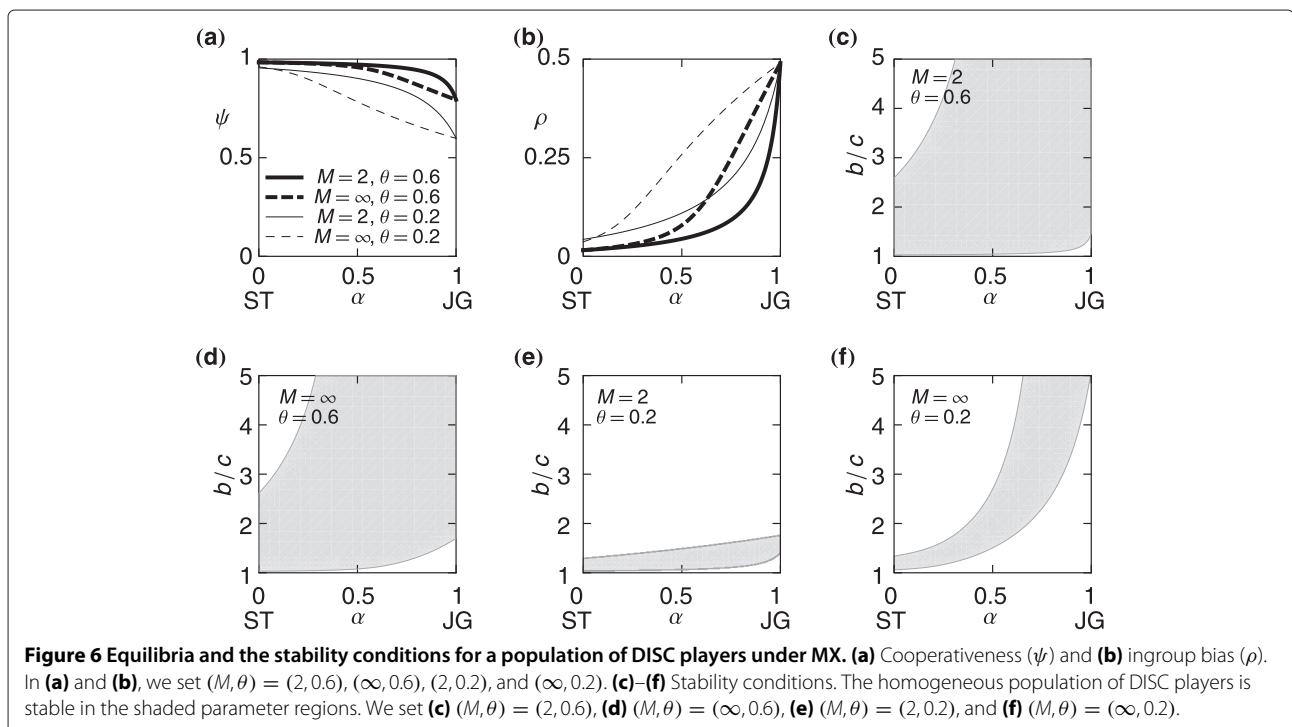 (a)
1
ψ
0.5
0
M = 2, θ = 0.6
M = ∞, θ = 0.6
M = 2, θ = 0.2
M = ∞, θ = 0.2
0 0.5 1
ST α JG
(b)
0.5
ρ
0.25
0
0 0.5 1
ST α JG
(c)
5
4
3
2
1
b/c
M = 2
θ = 0.6
0 0.5 1
ST α JG
(d)
5
4
3
2
1
b/c
M = ∞
θ = 0.6
0 0.5 1
ST α JG
(e)
5
4
3
2
1
b/c
M = 2
θ = 0.2
0 0.5 1
ST α JG
(f)
5
4
3
2
1
b/c
M = ∞
θ = 0.2
0 0.5 1
ST α JG
Figure 6 Equilibria and the stability conditions for a population of DISC players under MX. (a) Cooperativeness (ψ) and (b) ingroup bias (ρ).
In (a) and (b), we set (M, θ) = (2, 0.6), (∞, 0.6), (2, 0.2), and (∞, 0.2). (c)–(f) Stability conditions. The homogeneous population of DISC players is
stable in the shaded parameter regions. We set (c) (M, θ) = (2, 0.6), (d) (M, θ) = (∞, 0.6), (e) (M, θ) = (2, 0.2), and (f) (M, θ) = (∞, 0.2).